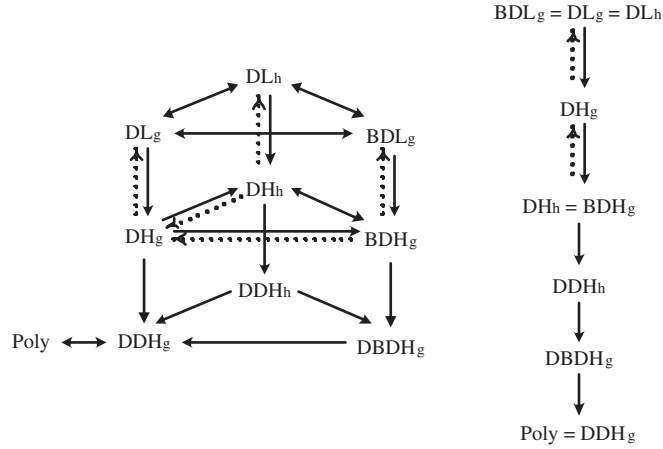 DLh
DLg
BDLg
DHh
DHg
BDHg
DDHh
Poly
DDHg
DBDHg
BDLg = DLg = DLh
DHg
DHh = BDHg
DDHh
DBDHg
Poly = DDHg